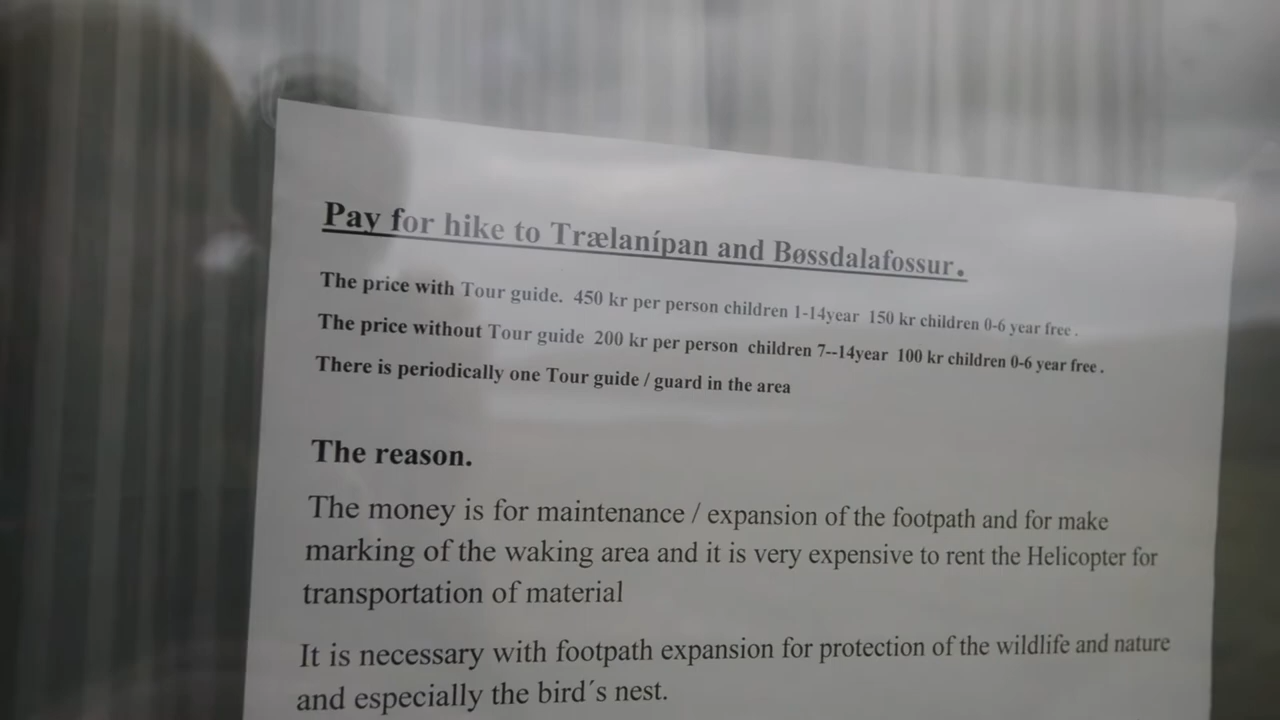 Pay for hike to Trælanípan and Bøssdalafossur.
The price with Tour guide. 450 kr per person children 1-14year 150 kr children 0-6 year free .
The price without Tour guide 200 kr per person children 7--14year 100 kr children 0-6 year free .
There is periodically one Tour guide / guard in the area
The reason.
The money is for maintenance / expansion of the footpath and for make
marking of the waking area and it is very expensive to rent the Helicopter for
transportation of material
It is necessary with footpath expansion for protection of the wildlife and nature
and especially the bird´s nest.